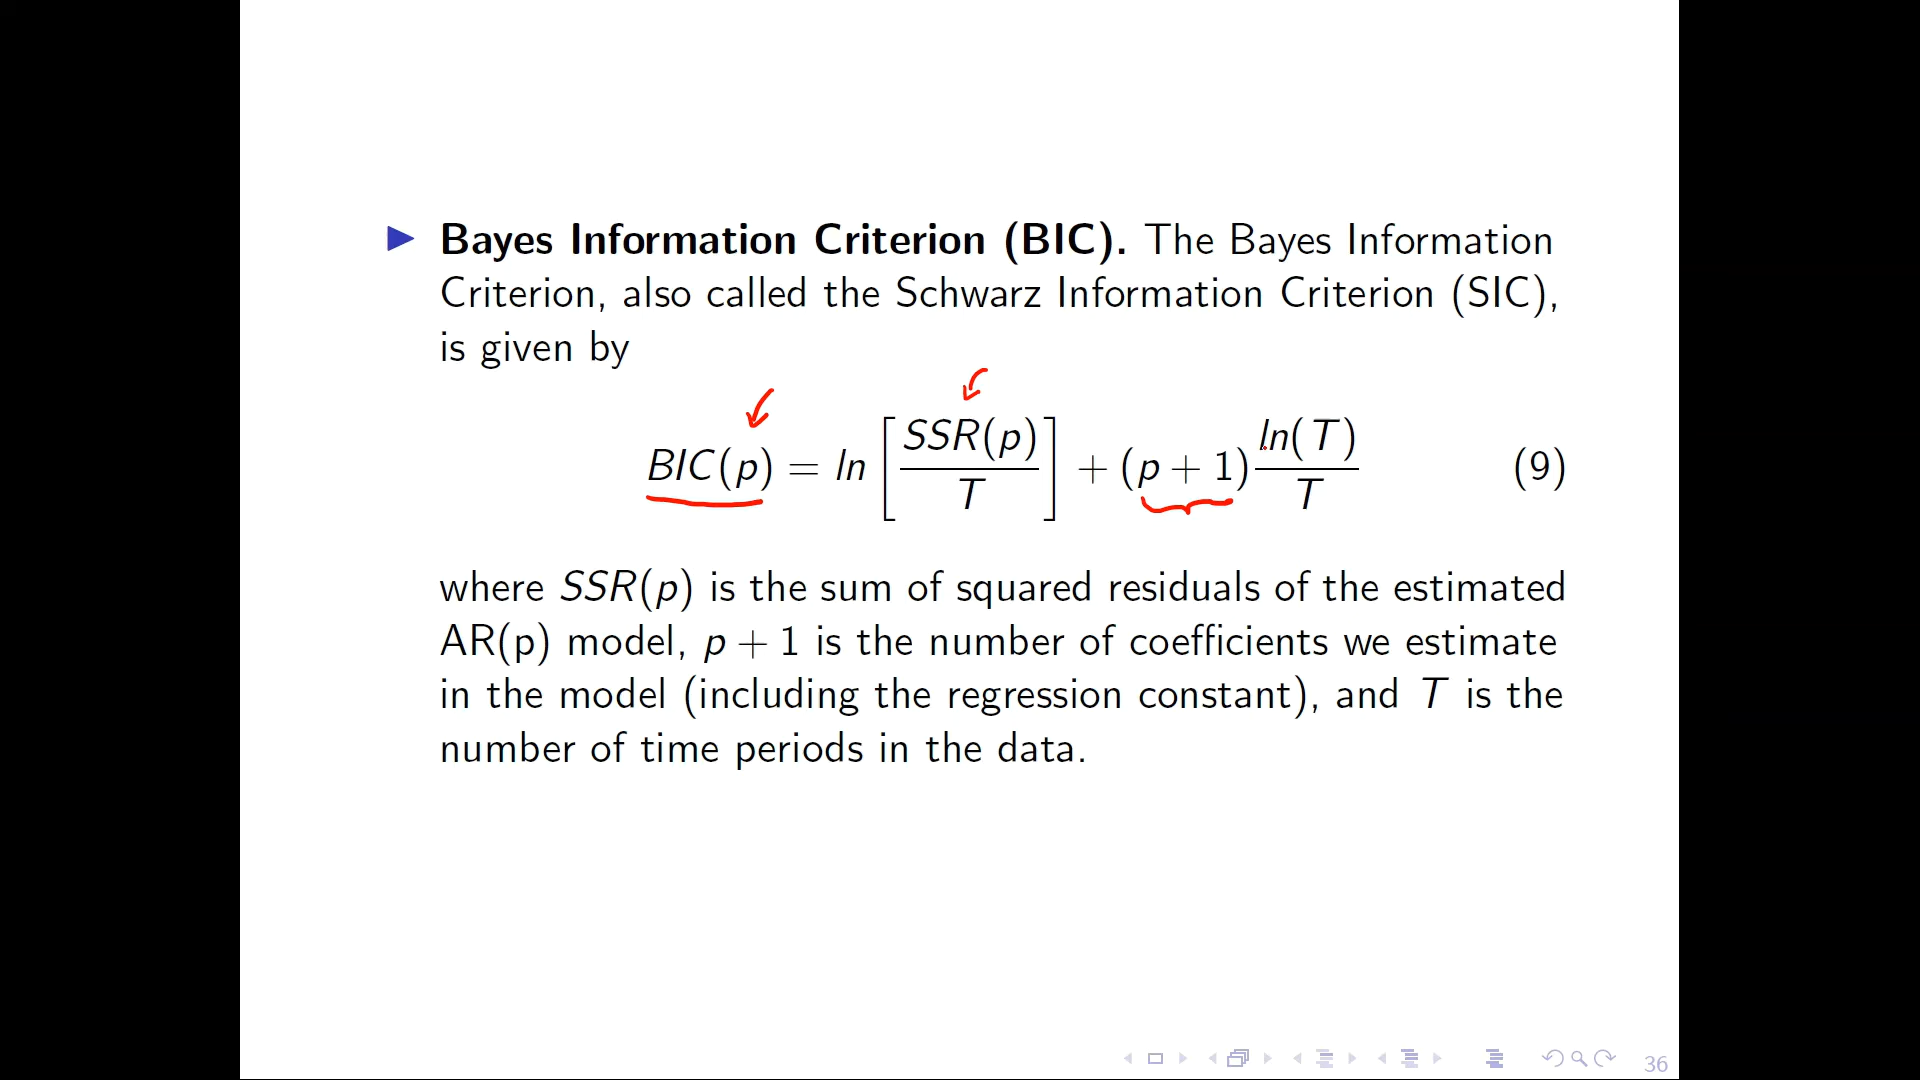 Bayes Information Criterion (BIC). The Bayes Information
Criterion, also called the Schwarz Information Criterion (SIC),
is given by
BIC(p) = ln [SSR(p)/T] + (p + 1) ln(T)/T (9)
where SSR(p) is the sum of squared residuals of the estimated
AR(p) model, p + 1 is the number of coefficients we estimate
in the model (including the regression constant), and T is the
number of time periods in the data.
36